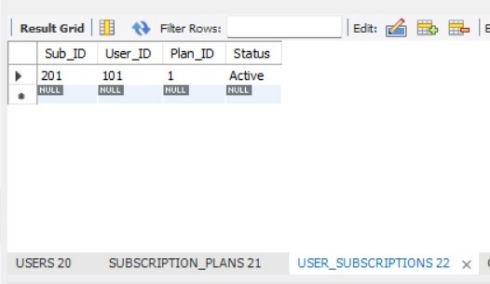 Result Grid Filter Rows: Edit:
Sub_ID User_ID Plan_ID Status
201 101 1 Active
NULL NULL NULL NULL
USERS 20 SUBSCRIPTION_PLANS 21 USER_SUBSCRIPTIONS 22